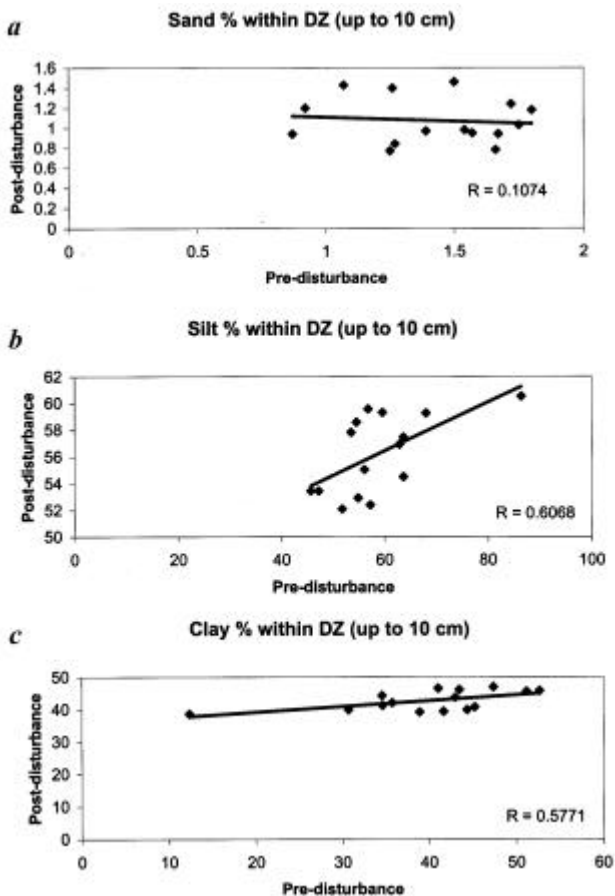 a
Sand % within DZ (up to 10 cm)
Post-disturbance
1.6
1.4
1.2
1
0.8
0.6
0.4
0.2
0
R = 0.1074
0 0.5 1 1.5 2
Pre-disturbance
b
Silt % within DZ (up to 10 cm)
Post-disturbance
62
60
58
56
54
52
50
R = 0.6068
0 20 40 60 80 100
Pre-disturbance
c
Clay % within DZ (up to 10 cm)
Post-disturbance
50
40
30
20
10
0
R = 0.5771
0 10 20 30 40 50 60
Pre-disturbance